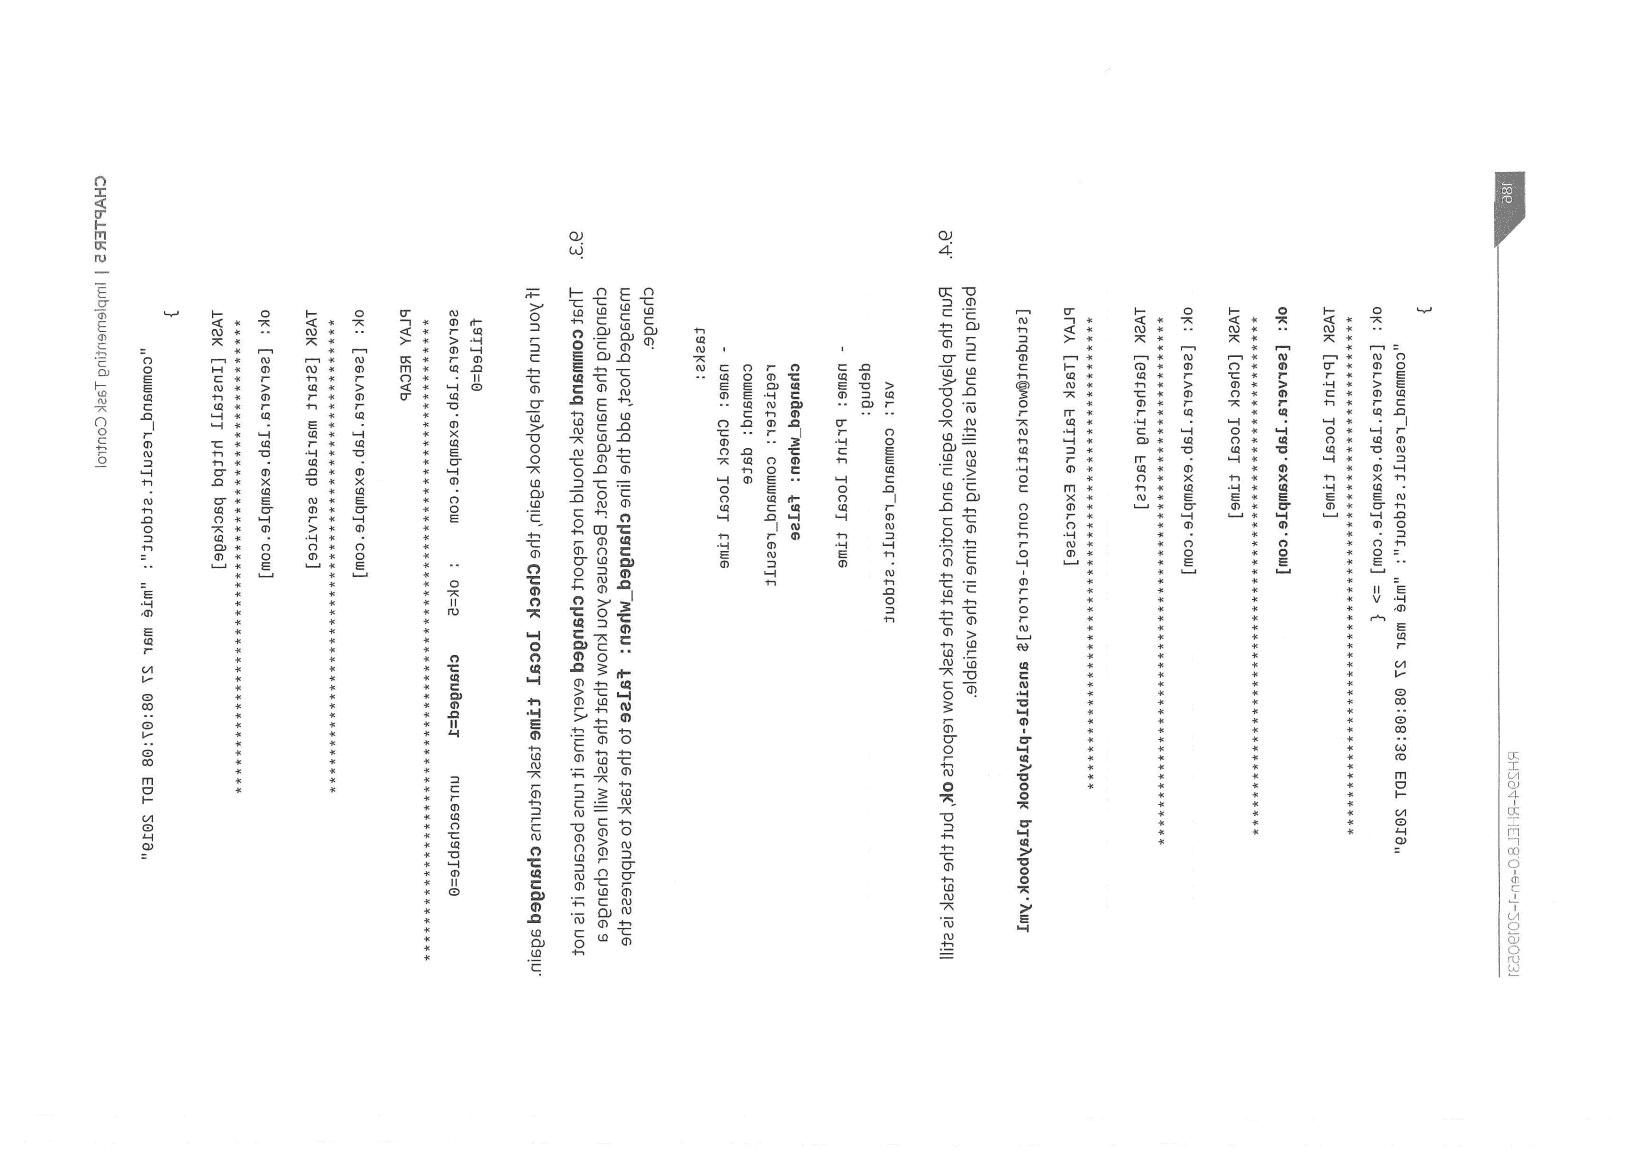 CHAPTER 5 | Implementing Task Control
"command_result.stdout": "mié mar 27 08:07:08 EDT 2019"
}
TASK [Install httpd package]
***************************************************
ok: [servera.lab.example.com]
TASK [Start mariadb service]
***************************************************
ok: [servera.lab.example.com]
PLAY RECAP
*********************************************************************
servera.lab.example.com : ok=5 changed=1 unreachable=0
failed=0
If you run the playbook again, the Check local time task returns changed again.
9.3. That command task should not report changed every time it runs because it is not
changing the managed host. Because you know that the task will never change a
managed host, add the line changed_when: false to the task to suppress the
change.
tasks:
- name: Check local time
command: date
register: command_result
changed_when: false
- name: Print local time
debug:
var: command_result.stdout
9.4. Run the playbook again and notice that the task now reports ok, but the task is still
being run and is still saving the time in the variable.
[student@workstation control-errors]$ ansible-playbook playbook.yml
PLAY [Task Failure Exercise]
***************************************************
TASK [Gathering Facts]
*********************************************************
ok: [servera.lab.example.com]
TASK [Check local time]
********************************************************
ok: [servera.lab.example.com]
TASK [Print local time]
********************************************************
ok: [servera.lab.example.com] => {
"command_result.stdout": "mié mar 27 08:08:36 EDT 2019"
}
186
RH294-RHEL8.0-en-1-20190531